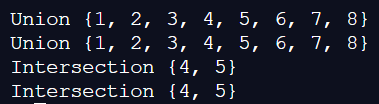 Union {1, 2, 3, 4, 5, 6, 7, 8}
Union {1, 2, 3, 4, 5, 6, 7, 8}
Intersection {4, 5}
Intersection {4, 5}